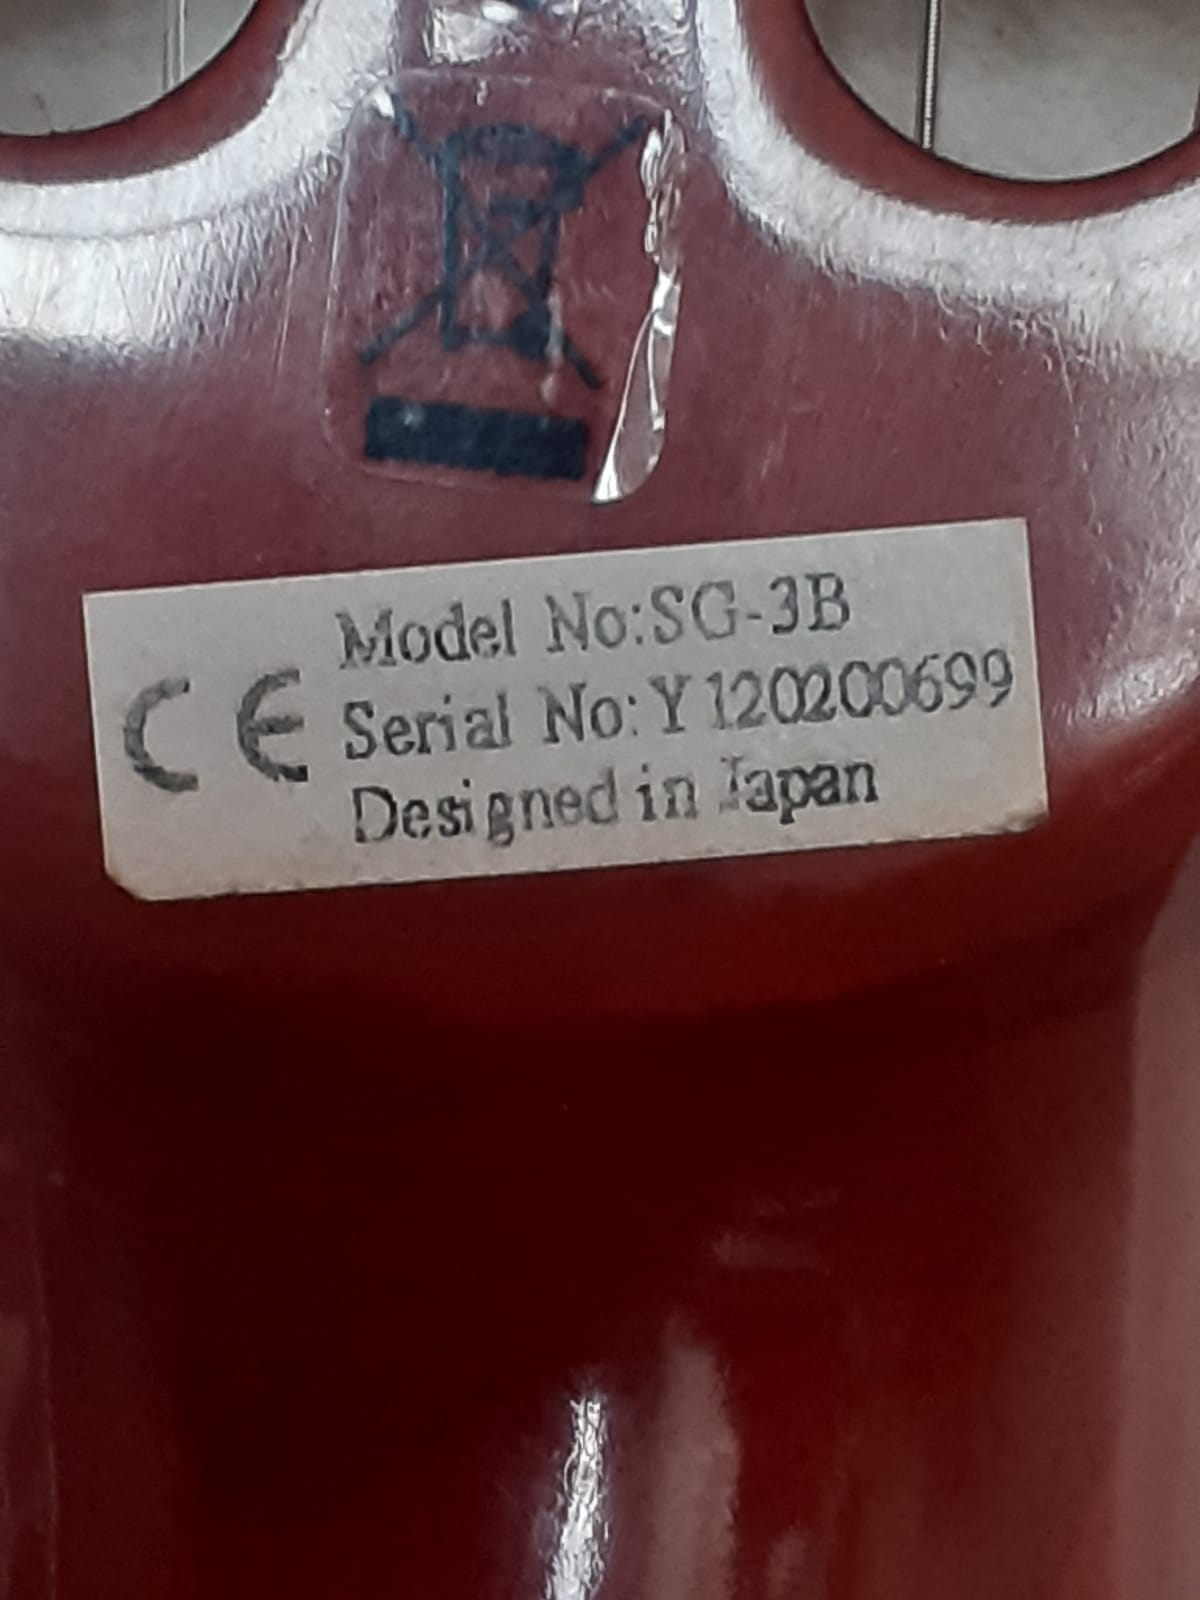 CE
Model No:SG-3B
Serial No:Y120200699
Designed in Japan